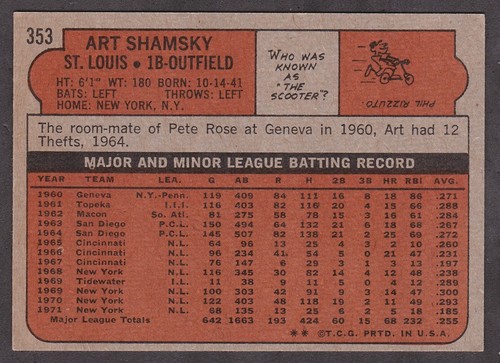 353
ART SHAMSKY
ST. LOUIS • 1B-OUTFIELD
HT: 6'1" WT: 180 BORN: 10-14-41
BATS: LEFT THROWS: LEFT
HOME: NEW YORK, N.Y.
WHO WAS
KNOWN
AS
"THE
SCOOTER"?
PHIL RIZZUTO
The room-mate of Pete Rose at Geneva in 1960, Art had 12
Thefts, 1964.
MAJOR AND MINOR LEAGUE BATTING RECORD
YEAR TEAM LEA. G AB R H 2B 3B HR RBI AVG.
1960 Geneva N.Y.-Penn. 119 409 84 111 16 8 18 86 .271
1961 Topeka I.I.I. 116 403 82 116 24 4 15 66 .288
1962 Macon So. Atl. 81 275 58 78 15 3 16 61 .284
1963 San Diego P.C.L. 150 494 64 132 21 6 18 68 .267
1964 San Diego P.C.L. 145 507 82 138 21 2 25 65 .272
1965 Cincinnati N.L. 64 96 13 25 4 3 2 10 .260
1966 Cincinnati N.L. 96 234 41 54 5 0 21 47 .231
1967 Cincinnati N.L. 76 147 6 29 3 1 3 13 .197
1968 New York N.L. 116 345 30 82 14 4 12 48 .238
1969 Tidewater I.L. 11 38 9 11 5 0 3 5 .289
1969 New York N.L. 100 303 42 91 9 3 14 47 .300
1970 New York N.L. 122 403 48 118 19 2 11 49 .293
1971 New York N.L. 68 135 13 25 6 2 5 18 .185
Major League Totals 642 1663 194 424 60 15 68 232 .255
** ©T.C.G. PRTD. IN U.S.A.